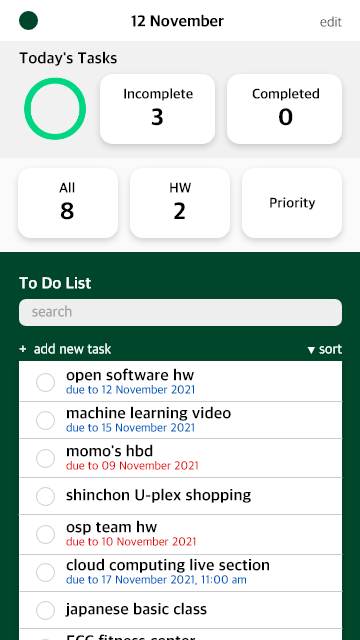 12 November
edit
Today's Tasks
Incomplete
3
Completed
0
All
8
HW
2
Priority
To Do List
search
+ add new task
▼ sort
open software hw
due to 12 November 2021
machine learning video
due to 15 November 2021
momo's hbd
due to 09 November 2021
shinchon U-plex shopping
osp team hw
due to 10 November 2021
cloud computing live section
due to 17 November 2021, 11:00 am
japanese basic class